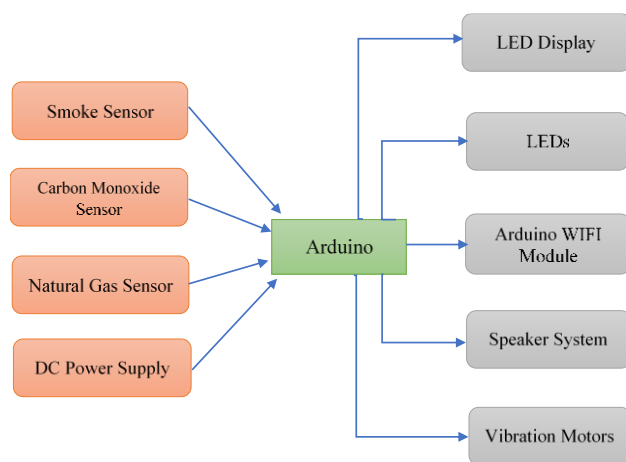 Smoke Sensor
Carbon Monoxide
Sensor
Natural Gas Sensor
DC Power Supply
Arduino
LED Display
LEDs
Arduino WIFI
Module
Speaker System
Vibration Motors